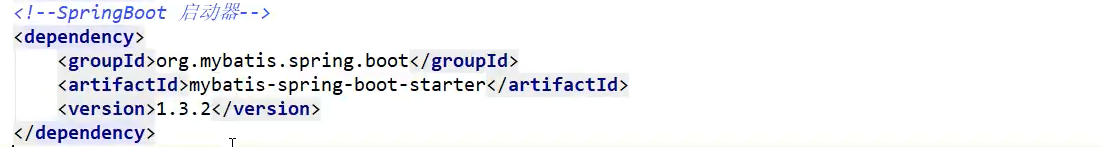 <!--SpringBoot 启动器-->
<dependency>
    <groupId>org.mybatis.spring.boot</groupId>
    <artifactId>mybatis-spring-boot-starter</artifactId>
    <version>1.3.2</version>
</dependency>